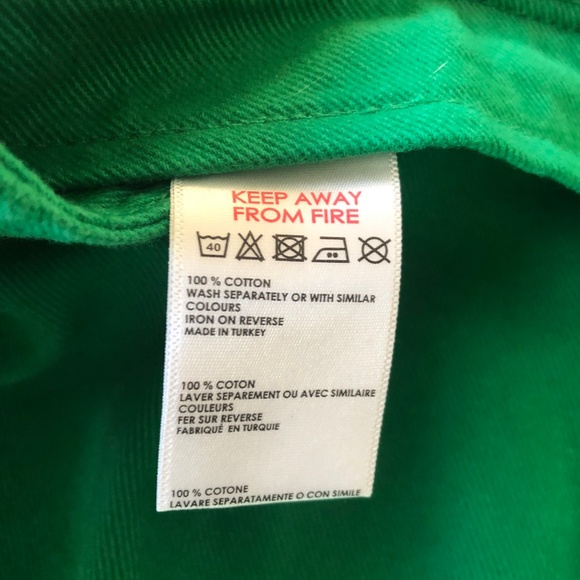 KEEP AWAY
FROM FIRE
40
100 % COTTON
WASH SEPARATELY OR WITH SIMILAR
COLOURS
IRON ON REVERSE
MADE IN TURKEY
100 % COTON
LAVER SEPAREMENT OU AVEC SIMILAIRE
COULEURS
FER SUR REVERSE
FABRIQUÉ EN TURQUIE
100 % COTONE
LAVARE SEPARATAMENTE O CON SIMILE